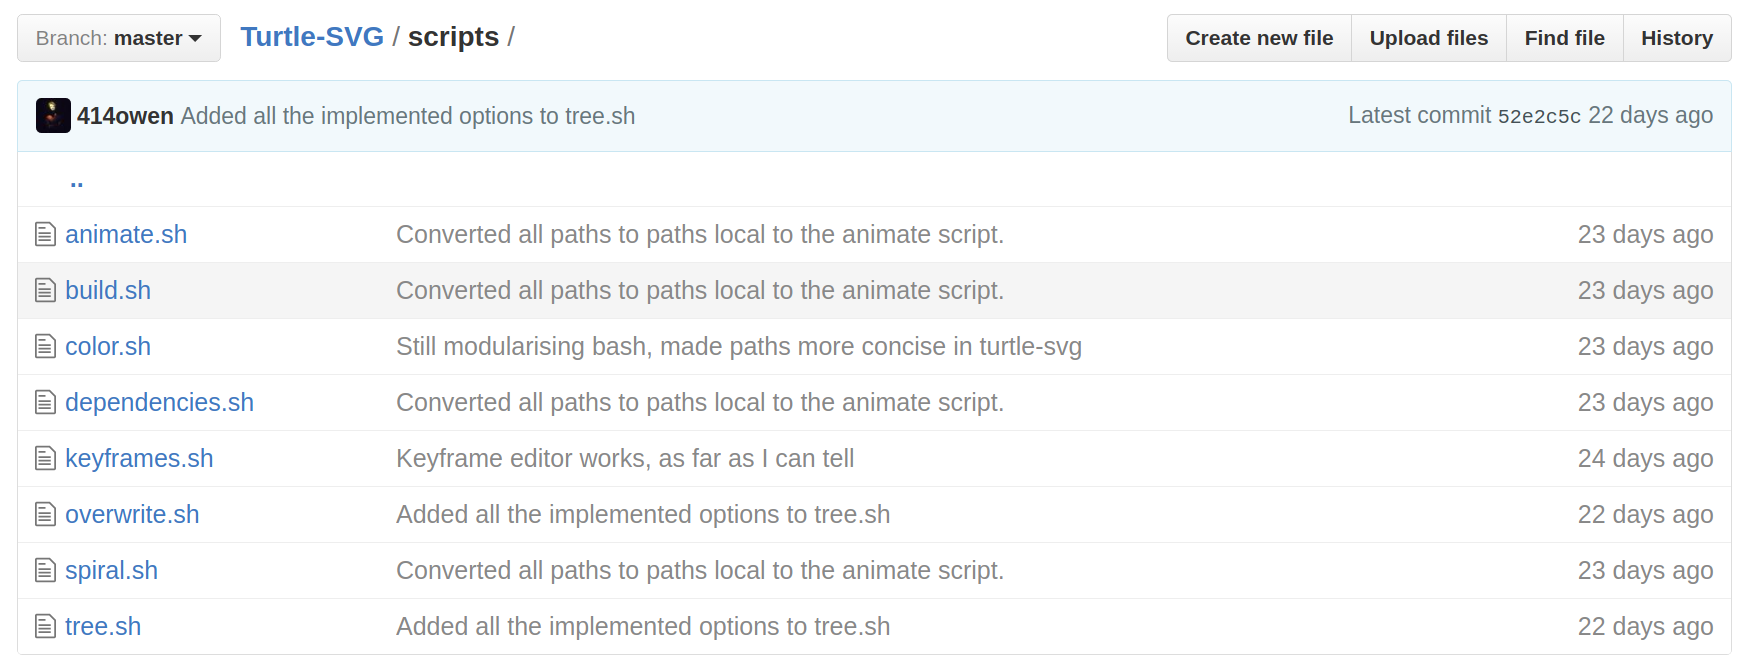 Branch: master Turtle-SVG / scripts / Create new file Upload files Find file History
414owen Added all the implemented options to tree.sh Latest commit 52e2c5c 22 days ago
..
animate.sh Converted all paths to paths local to the animate script. 23 days ago
build.sh Converted all paths to paths local to the animate script. 23 days ago
color.sh Still modularising bash, made paths more concise in turtle-svg 23 days ago
dependencies.sh Converted all paths to paths local to the animate script. 23 days ago
keyframes.sh Keyframe editor works, as far as I can tell 24 days ago
overwrite.sh Added all the implemented options to tree.sh 22 days ago
spiral.sh Converted all paths to paths local to the animate script. 23 days ago
tree.sh Added all the implemented options to tree.sh 22 days ago